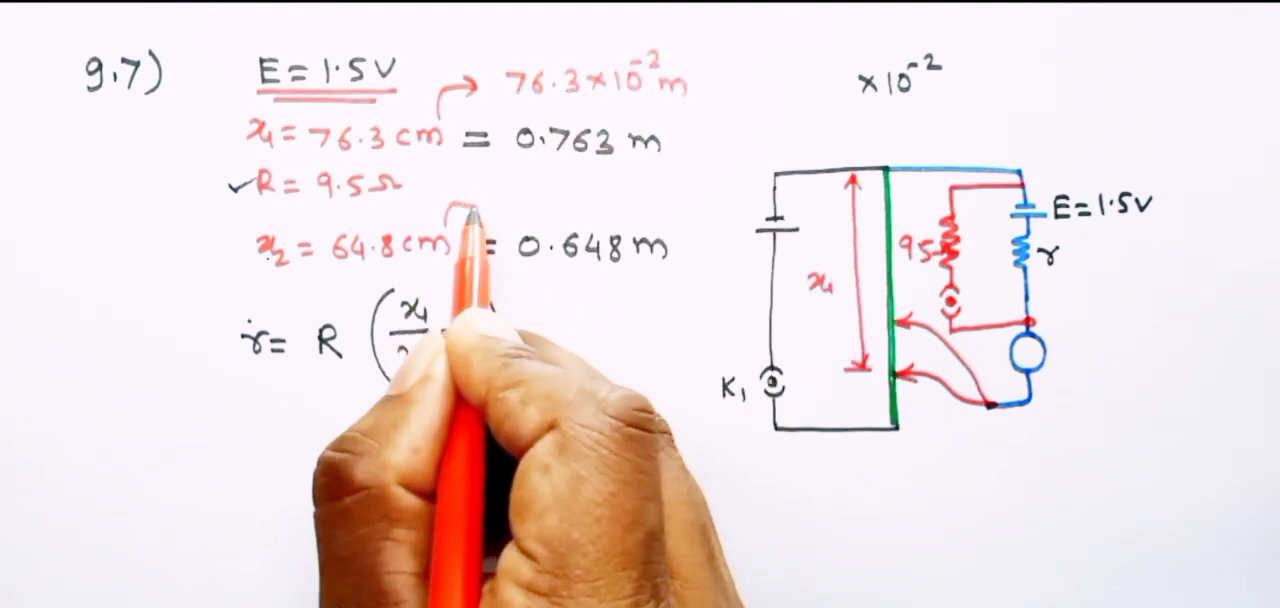 9.7) E = 1.5V
→ 76.3×10⁻²m
×10⁻²
x₁ = 76.3 cm = 0.763 m
✓R = 9.5Ω
x₂ = 64.8 cm = 0.648 m
r = R (x₁
E=1.5V
9.5
r
x₁
K₁